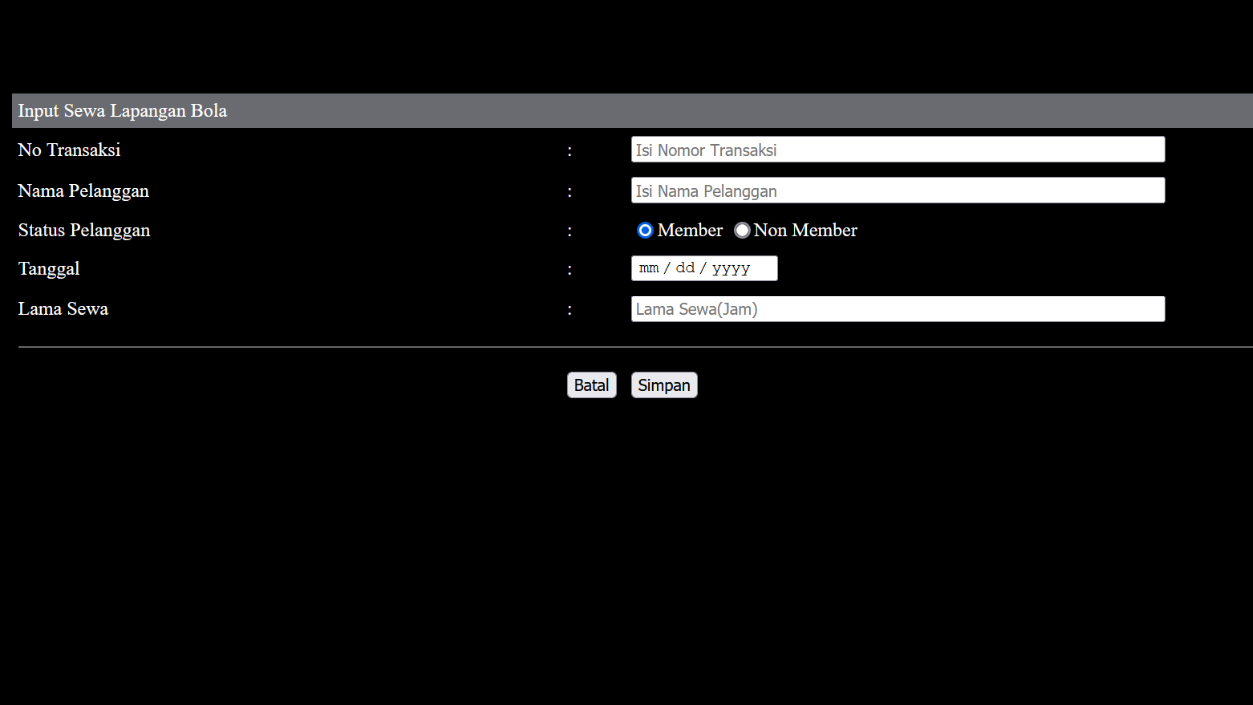 Input Sewa Lapangan Bola
No Transaksi : Isi Nomor Transaksi
Nama Pelanggan : Isi Nama Pelanggan
Status Pelanggan : Member Non Member
Tanggal : mm / dd / yyyy
Lama Sewa : Lama Sewa(Jam)
Batal Simpan